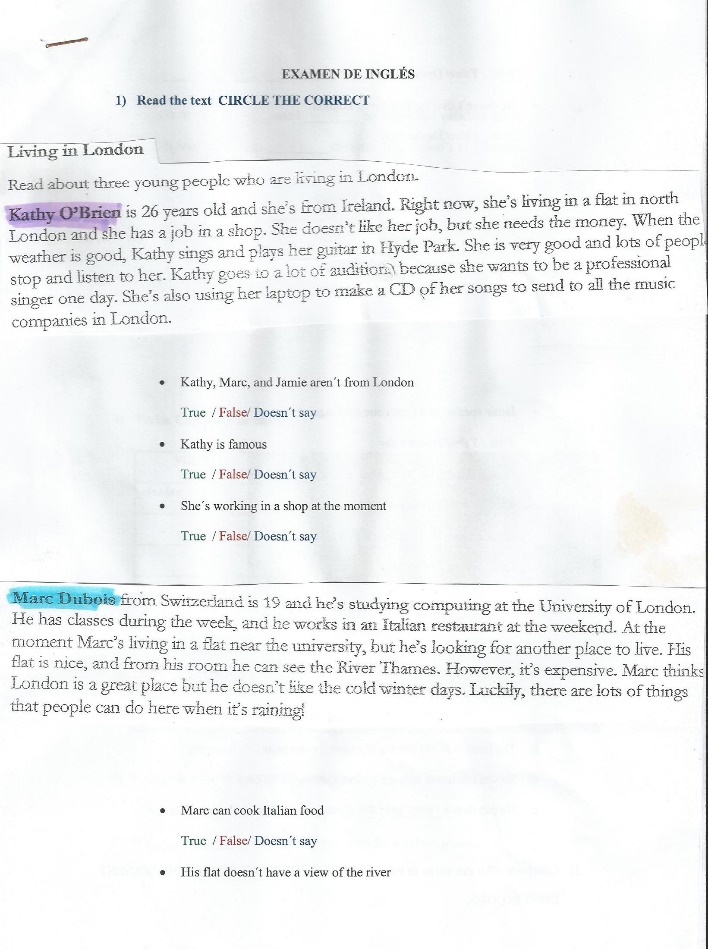 EXAMEN DE INGLÉS
1) Read the text CIRCLE THE CORRECT
Living in London
Read about three young people who are living in London.
Kathy O'Brien is 26 years old and she's from Ireland. Right now, she's living in a flat in north
London and she has a job in a shop. She doesn't like her job, but she needs the money. When the
weather is good, Kathy sings and plays her guitar in Hyde Park. She is very good and lots of peopl
stop and listen to her. Kathy goes to a lot of auditions because she wants to be a professional
singer one day. She's also using her laptop to make a CD of her songs to send to all the music
companies in London.
• Kathy, Marc, and Jamie aren´t from London
True / False/ Doesn´t say
• Kathy is famous
True / False/ Doesn´t say
• She´s working in a shop at the moment
True / False/ Doesn´t say
Marc Dubois from Switzerland is 19 and he's studying computing at the University of London.
He has classes during the week, and he works in an Italian restaurant at the weekend. At the
moment Marc's living in a flat near the university, but he's looking for another place to live. His
flat is nice, and from his room he can see the River Thames. However, it's expensive. Marc thinks
London is a great place but he doesn't like the cold winter days. Luckily, there are lots of things
that people can do here when it's raining!
• Marc can cook Italian food
True / False/ Doesn´t say
• His flat doesn´t have a view of the river